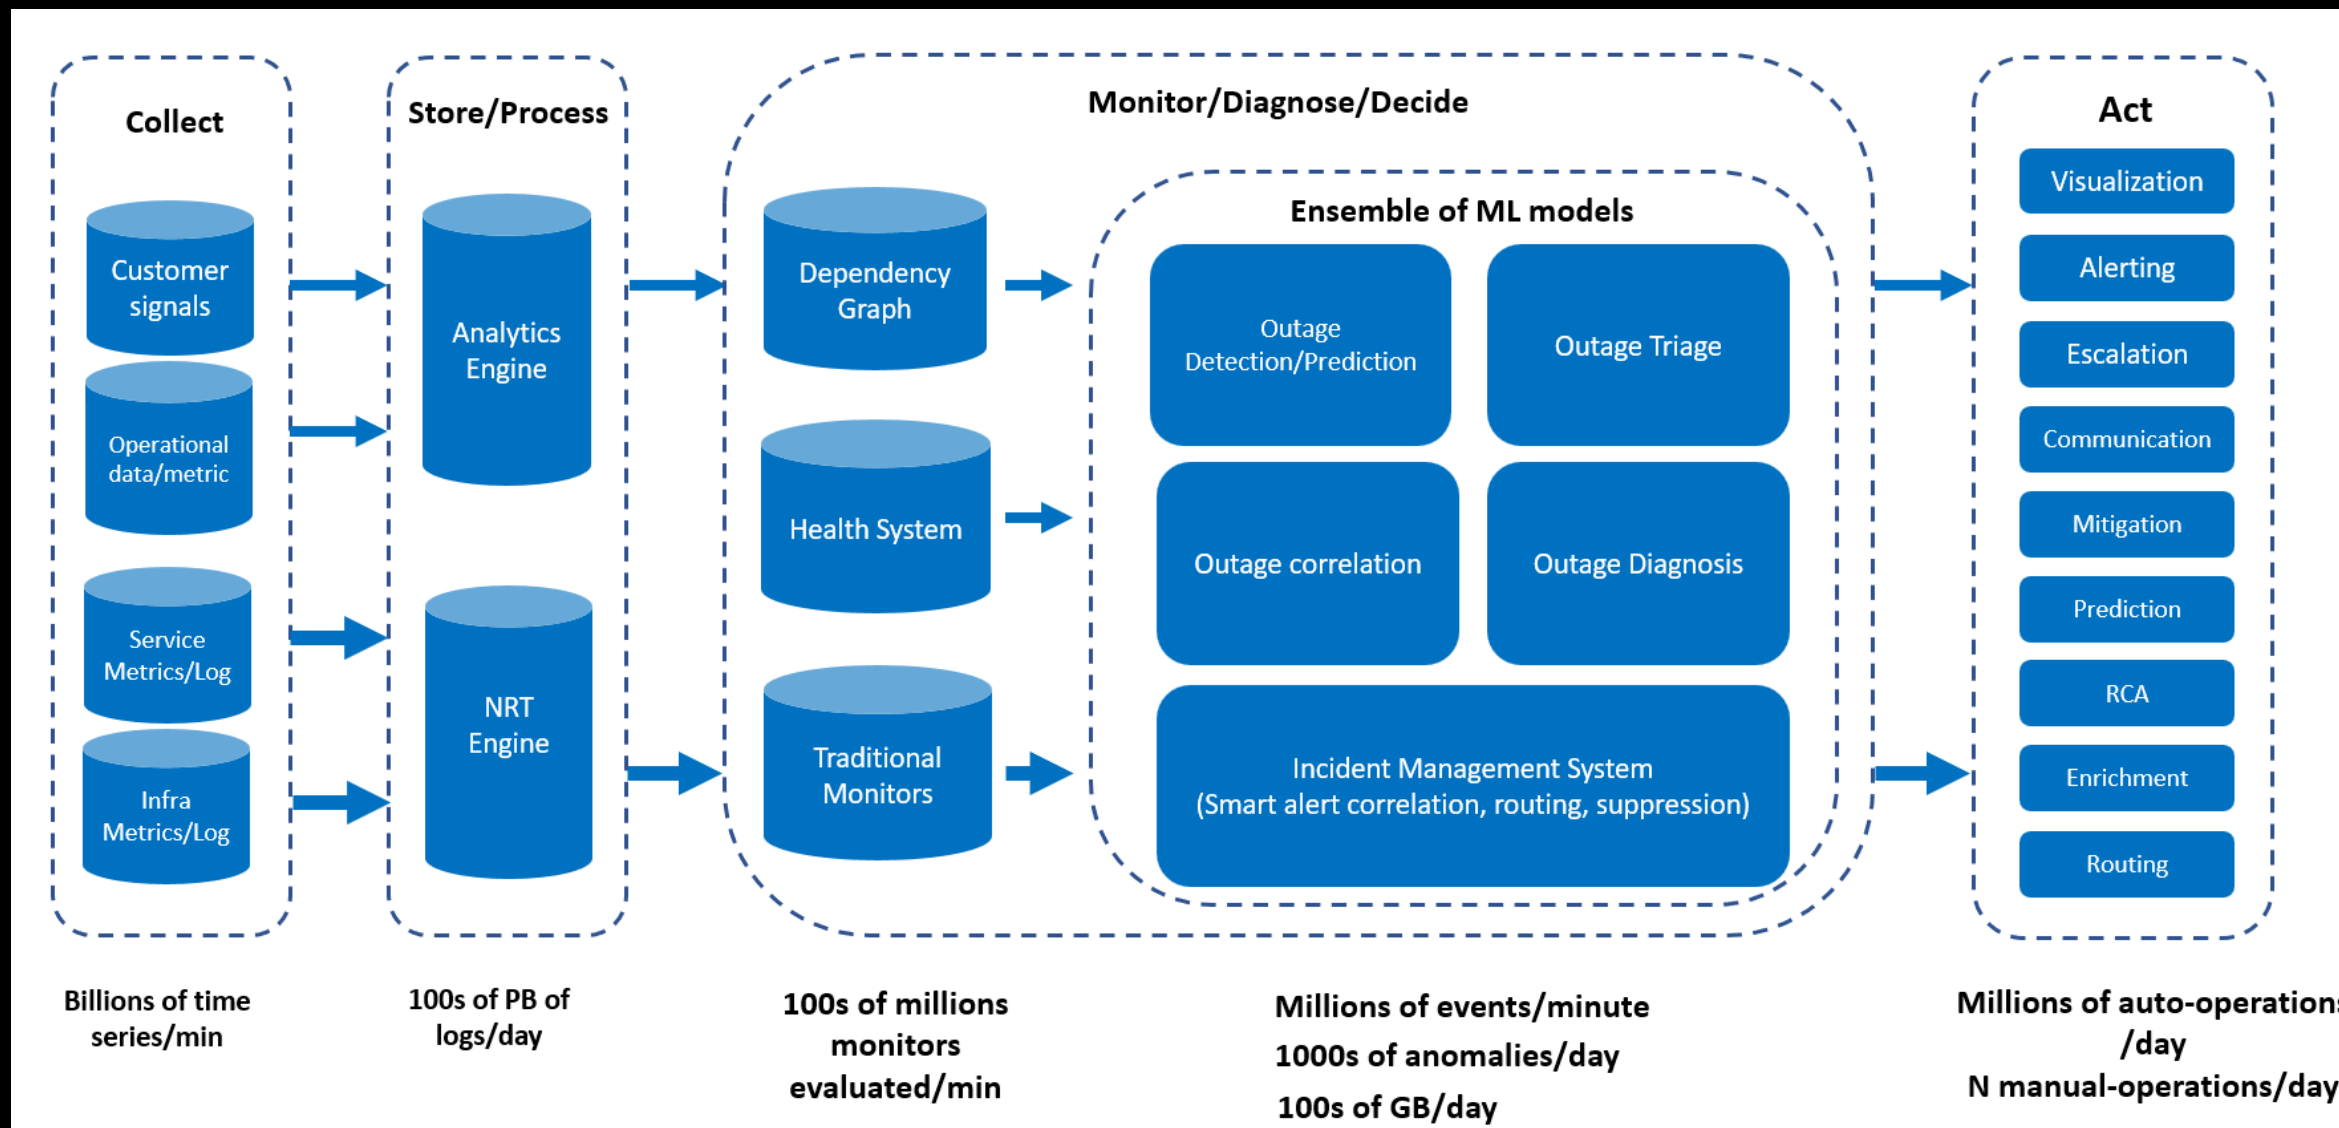 Collect
Customer
signals
Operational
data/metric
Service
Metrics/Log
Infra
Metrics/Log
Billions of time
series/min
Store/Process
Analytics
Engine
NRT
Engine
100s of PB of
logs/day
Monitor/Diagnose/Decide
Dependency
Graph
Health System
Traditional
Monitors
100s of millions
monitors
evaluated/min
Ensemble of ML models
Outage
Detection/Prediction
Outage Triage
Outage correlation
Outage Diagnosis
Incident Management System
(Smart alert correlation, routing, suppression)
Millions of events/minute
1000s of anomalies/day
100s of GB/day
Act
Visualization
Alerting
Escalation
Communication
Mitigation
Prediction
RCA
Enrichment
Routing
Millions of auto-operations
/day
N manual-operations/day